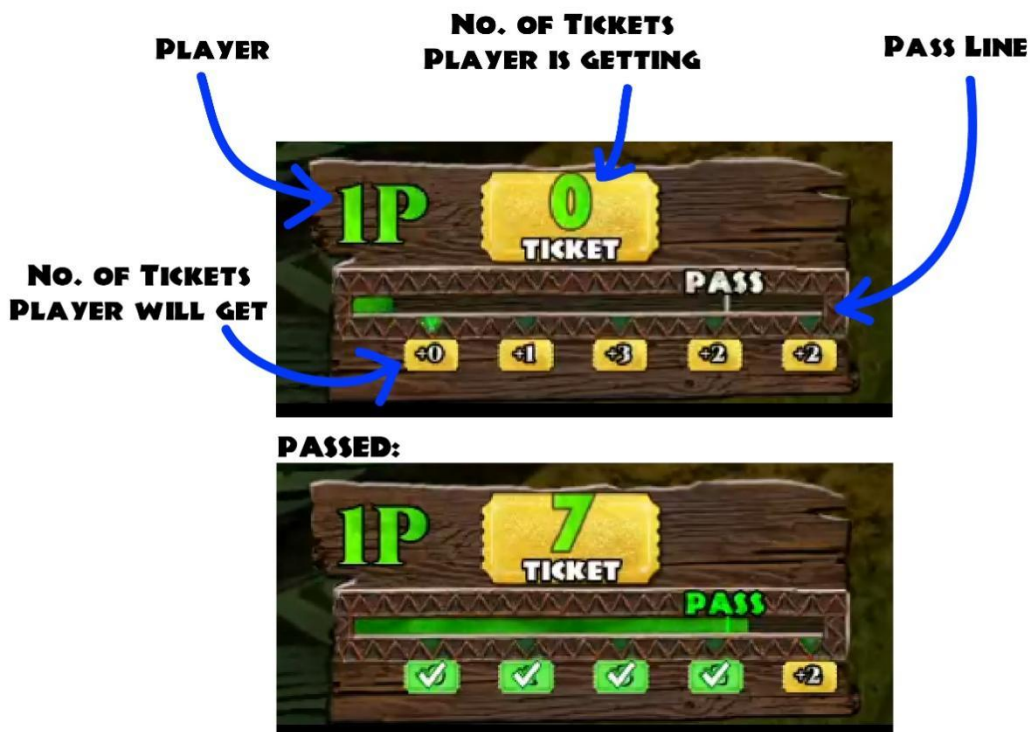 PLAYER
NO. OF TICKETS
PLAYER IS GETTING
PASS LINE
1P
0
TICKET
NO. OF TICKETS
PLAYER WILL GET
PASS
+0 +1 +3 +2 +2
PASSED:
1P
7
TICKET
PASS
+2